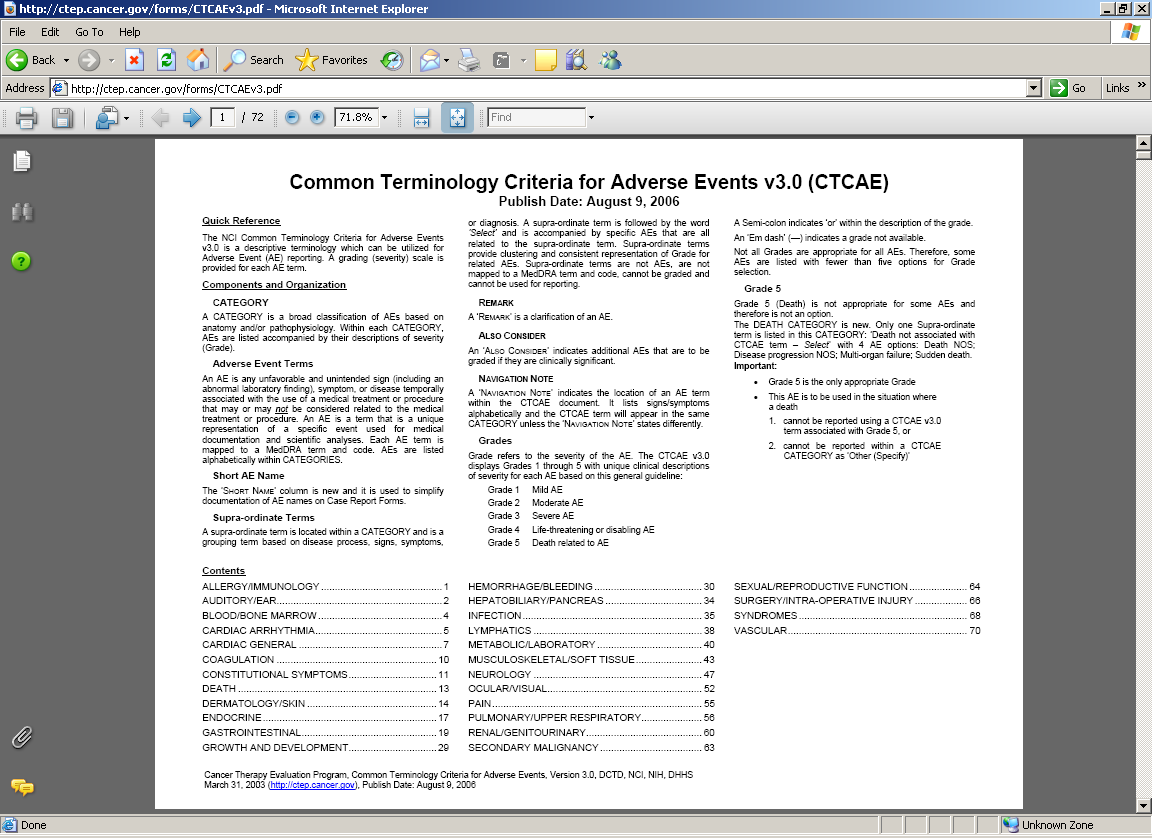 http://ctep.cancer.gov/forms/CTCAEv3.pdf - Microsoft Internet Explorer
File Edit Go To Help
Back Search Favorites
Address http://ctep.cancer.gov/forms/CTCAEv3.pdf Go Links »
1 / 72 71.8% Find
Common Terminology Criteria for Adverse Events v3.0 (CTCAE)
Publish Date: August 9, 2006
Quick Reference
The NCI Common Terminology Criteria for Adverse Events
v3.0 is a descriptive terminology which can be utilized for
Adverse Event (AE) reporting. A grading (severity) scale is
provided for each AE term.
Components and Organization
CATEGORY
A CATEGORY is a broad classification of AEs based on
anatomy and/or pathophysiology. Within each CATEGORY,
AEs are listed accompanied by their descriptions of severity
(Grade).
Adverse Event Terms
An AE is any unfavorable and unintended sign (including an
abnormal laboratory finding), symptom, or disease temporally
associated with the use of a medical treatment or procedure
that may or may not be considered related to the medical
treatment or procedure. An AE is a term that is a unique
representation of a specific event used for medical
documentation and scientific analyses. Each AE term is
mapped to a MedDRA term and code. AEs are listed
alphabetically within CATEGORIES.
Short AE Name
The 'SHORT NAME' column is new and it is used to simplify
documentation of AE names on Case Report Forms.
Supra-ordinate Terms
A supra-ordinate term is located within a CATEGORY and is a
grouping term based on disease process, signs, symptoms,
or diagnosis. A supra-ordinate term is followed by the word
'Select' and is accompanied by specific AEs that are all
related to the supra-ordinate term. Supra-ordinate terms
provide clustering and consistent representation of Grade for
related AEs. Supra-ordinate terms are not AEs, are not
mapped to a MedDRA term and code, cannot be graded and
cannot be used for reporting.
REMARK
A 'REMARK' is a clarification of an AE.
ALSO CONSIDER
An 'ALSO CONSIDER' indicates additional AEs that are to be
graded if they are clinically significant.
NAVIGATION NOTE
A 'NAVIGATION NOTE' indicates the location of an AE term
within the CTCAE document. It lists signs/symptoms
alphabetically and the CTCAE term will appear in the same
CATEGORY unless the 'NAVIGATION NOTE' states differently.
Grades
Grade refers to the severity of the AE. The CTCAE v3.0
displays Grades 1 through 5 with unique clinical descriptions
of severity for each AE based on this general guideline:
Grade 1 Mild AE
Grade 2 Moderate AE
Grade 3 Severe AE
Grade 4 Life-threatening or disabling AE
Grade 5 Death related to AE
A Semi-colon indicates 'or' within the description of the grade.
An 'Em dash' (—) indicates a grade not available.
Not all Grades are appropriate for all AEs. Therefore, some
AEs are listed with fewer than five options for Grade
selection.
Grade 5
Grade 5 (Death) is not appropriate for some AEs and
therefore is not an option.
The DEATH CATEGORY is new. Only one Supra-ordinate
term is listed in this CATEGORY: 'Death not associated with
CTCAE term – Select' with 4 AE options: Death NOS;
Disease progression NOS; Multi-organ failure; Sudden death.
Important:
• Grade 5 is the only appropriate Grade
• This AE is to be used in the situation where
a death
1. cannot be reported using a CTCAE v3.0
term associated with Grade 5, or
2. cannot be reported within a CTCAE
CATEGORY as 'Other (Specify)'
Contents
ALLERGY/IMMUNOLOGY 1
AUDITORY/EAR 2
BLOOD/BONE MARROW 4
CARDIAC ARRHYTHMIA 5
CARDIAC GENERAL 7
COAGULATION 10
CONSTITUTIONAL SYMPTOMS 11
DEATH 13
DERMATOLOGY/SKIN 14
ENDOCRINE 17
GASTROINTESTINAL 19
GROWTH AND DEVELOPMENT 29
HEMORRHAGE/BLEEDING 30
HEPATOBILIARY/PANCREAS 34
INFECTION 35
LYMPHATICS 38
METABOLIC/LABORATORY 40
MUSCULOSKELETAL/SOFT TISSUE 43
NEUROLOGY 47
OCULAR/VISUAL 52
PAIN 55
PULMONARY/UPPER RESPIRATORY 56
RENAL/GENITOURINARY 60
SECONDARY MALIGNANCY 63
SEXUAL/REPRODUCTIVE FUNCTION 64
SURGERY/INTRA-OPERATIVE INJURY 66
SYNDROMES 68
VASCULAR 70
Cancer Therapy Evaluation Program, Common Terminology Criteria for Adverse Events, Version 3.0, DCTD, NCI, NIH, DHHS
March 31, 2003 (http://ctep.cancer.gov), Publish Date: August 9, 2006
Done Unknown Zone